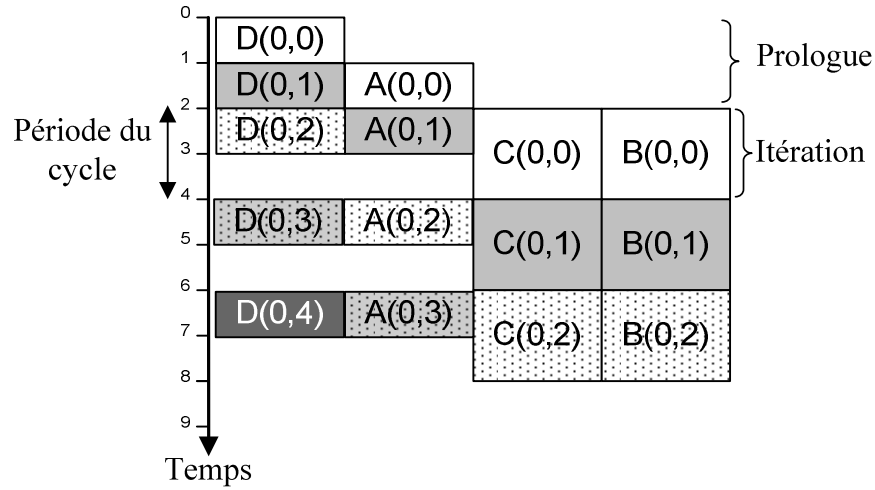 0
D(0,0)
Prologue
1
D(0,1) A(0,0)
2
Période du
cycle
D(0,2) A(0,1)
C(0,0) B(0,0)
Itération
3
4
D(0,3) A(0,2)
C(0,1) B(0,1)
5
6
D(0,4) A(0,3)
C(0,2) B(0,2)
7
8
9
Temps